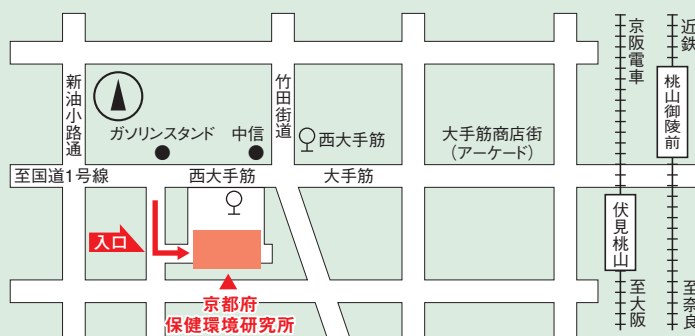 京阪電車
近鉄
新油小路通
竹田街道
桃山御陵前
ガソリンスタンド
中信
西大手筋
大手筋商店街
（アーケード）
至国道1号線
西大手筋
大手筋
伏見桃山
入口
至大阪
至奈良
京都府
保健環境研究所